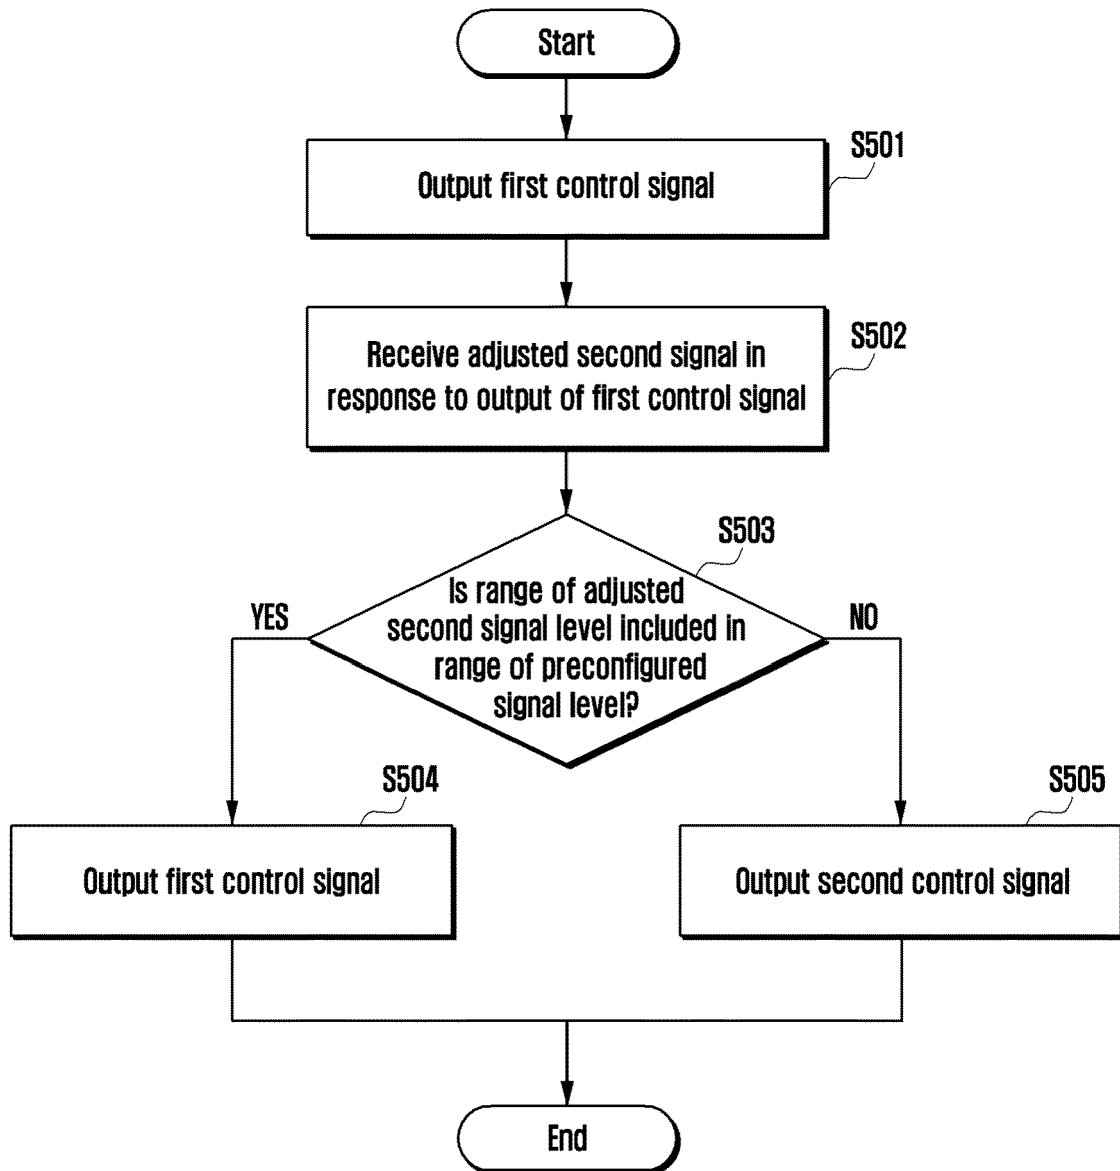 Start
S501
Output first control signal
S502
Receive adjusted second signal in
response to output of first control signal
S503
Is range of adjusted
second signal level included in
range of preconfigured
signal level?
YES
NO
S504
Output first control signal
S505
Output second control signal
End